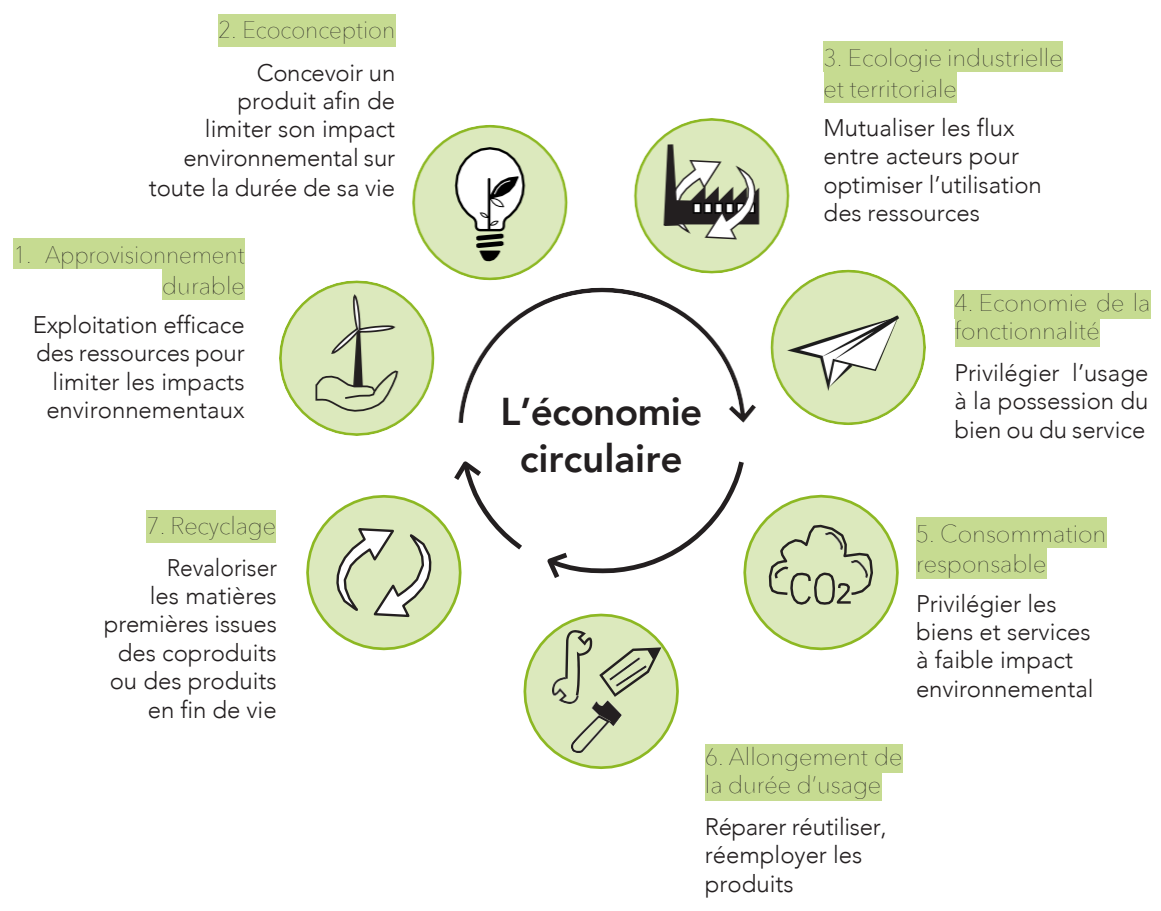 2. Ecoconception
Concevoir un
produit afin de
limiter son impact
environnemental sur
toute la durée de sa vie
3. Ecologie industrielle
et territoriale
Mutualiser les flux
entre acteurs pour
optimiser l'utilisation
des ressources
1. Approvisionnement
durable
Exploitation efficace
des ressources pour
limiter les impacts
environnementaux
4. Economie de la
fonctionnalité
Privilégier l'usage
à la possession du
bien ou du service
L'économie
circulaire
7. Recyclage
Revaloriser
les matières
premières issues
des coproduits
ou des produits
en fin de vie
CO2
5. Consommation
responsable
Privilégier les
biens et services
à faible impact
environnemental
6. Allongement de
la durée d'usage
Réparer réutiliser,
réemployer les
produits